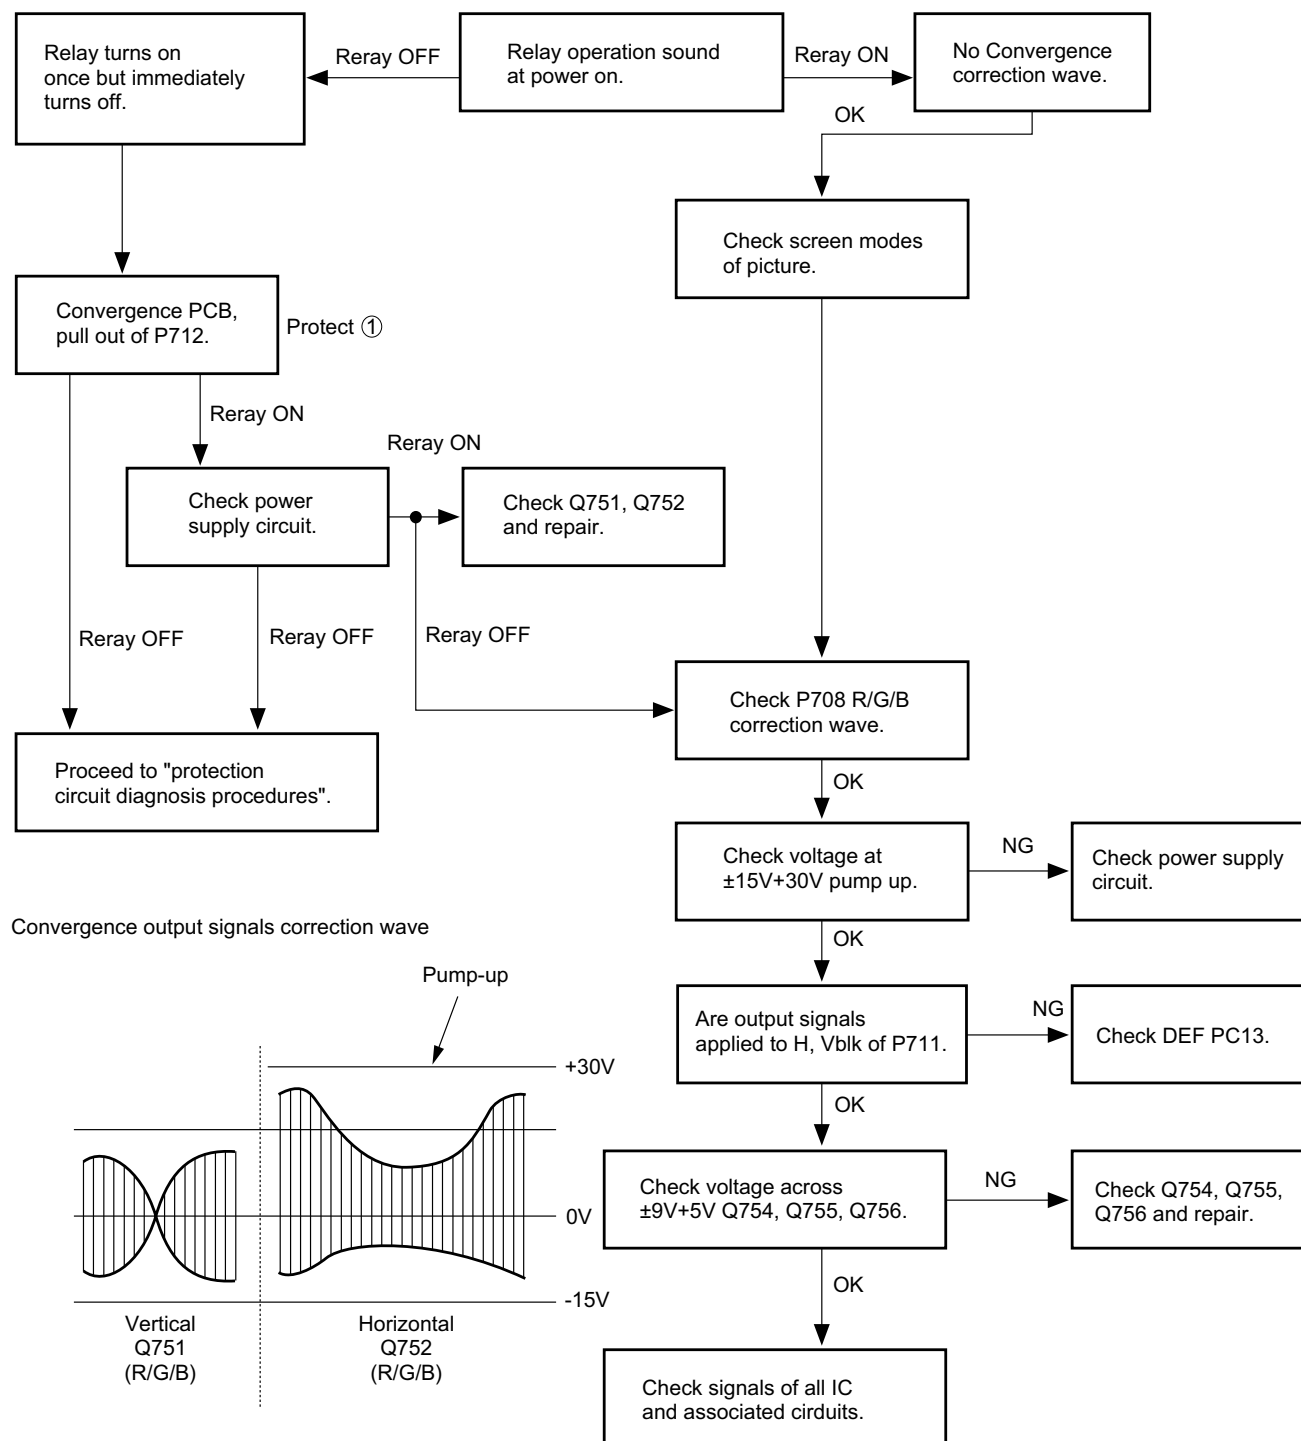 Relay turns on
once but immediately
turns off.
Reray OFF
Relay operation sound
at power on.
Reray ON
No Convergence
correction wave.
OK
Check screen modes
of picture.
Convergence PCB,
pull out of P712.
Protect ①
Reray ON
Reray ON
Check power
supply circuit.
Check Q751, Q752
and repair.
Reray OFF
Reray OFF
Reray OFF
Check P708 R/G/B
correction wave.
Proceed to "protection
circuit diagnosis procedures".
OK
Check voltage at
±15V+30V pump up.
NG
Check power supply
circuit.
OK
Are output signals
applied to H, Vblk of P711.
NG
Check DEF PC13.
OK
Check voltage across
±9V+5V Q754, Q755, Q756.
NG
Check Q754, Q755,
Q756 and repair.
OK
Check signals of all IC
and associated cirduits.
Convergence output signals correction wave
Pump-up
+30V
0V
-15V
Vertical
Q751
(R/G/B)
Horizontal
Q752
(R/G/B)